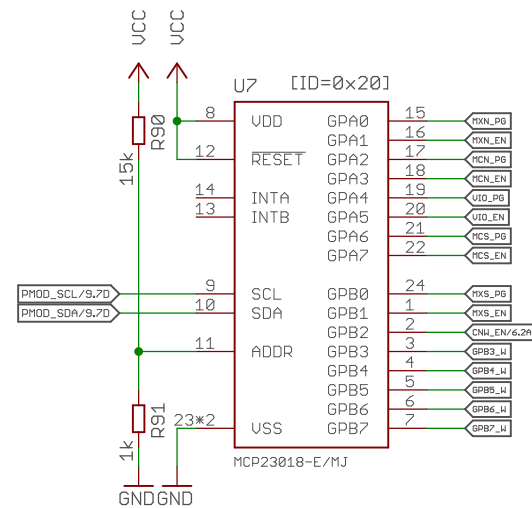 VCC
VCC
U7
[ID=0x20]
R90
15k
8
VDD
GPA0
15
MXN_PG
GPA1
16
MXN_EN
12
RESET
GPA2
17
MCN_PG
GPA3
18
MCN_EN
14
INTA
GPA4
19
VIO_PG
13
INTB
GPA5
20
VIO_EN
GPA6
21
MCS_PG
GPA7
22
MCS_EN
PMOD_SCL/9.7D
9
SCL
GPB0
24
MXS_PG
PMOD_SDA/9.7D
10
SDA
GPB1
1
MXS_EN
GPB2
2
CNW_EN/6.2A
11
ADDR
GPB3
3
GPB3_W
GPB4
4
GPB4_W
GPB5
5
GPB5_W
R91
1k
GPB6
6
GPB6_W
23*2
VSS
GPB7
7
GPB7_W
MCP23018-E/MJ
GND
GND